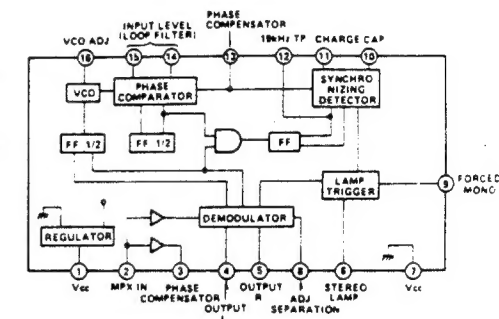 PHASE
COMPENSATOR
INPUT LEVEL
(LOOP FILTER)
VCO ADJ
19kHz TP
CHARGE CAP
16
15
14
13
12
11
10
VCO
PHASE
COMPARATOR
SYNCHRO
NIZING
DETECTOR
FF 1/2
FF 1/2
FF
LAMP
TRIGGER
9
FORCED
MONO
DEMODULATOR
REGULATOR
1
2
3
4
5
8
6
7
Vcc
MPX IN
PHASE
COMPENSATOR
OUTPUT
L
OUTPUT
R
ADJ
SEPARATION
STEREO
LAMP
Vcc